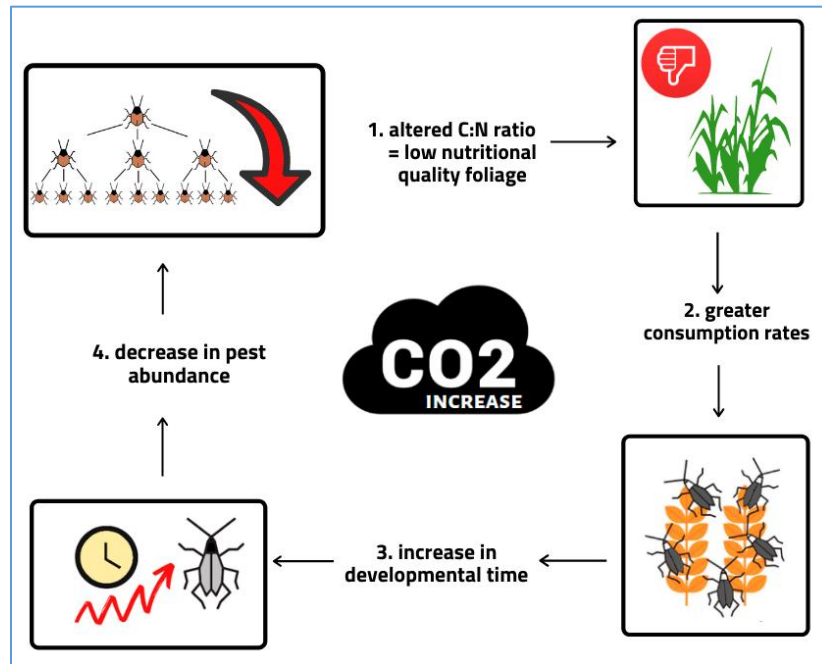 1. altered C:N ratio
= low nutritional
quality foliage
2. greater
consumption rates
4. decrease in pest
abundance
CO2
INCREASE
3. increase in
developmental time